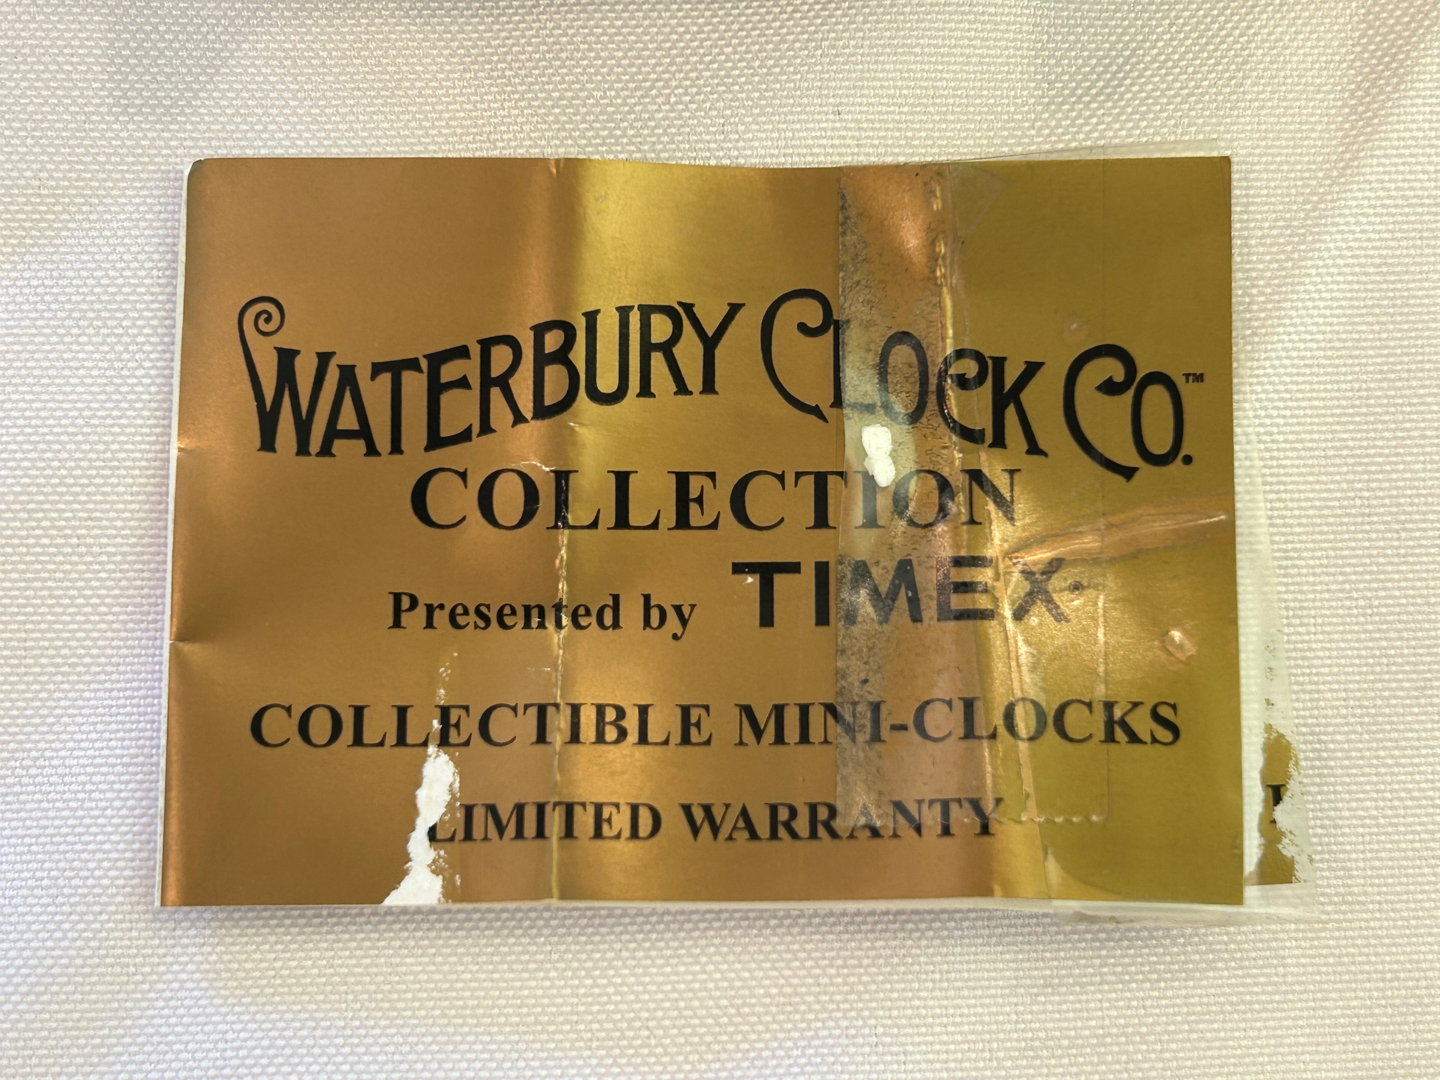 WATERBURY CLOCK CO.™
COLLECTION
Presented by TIMEX
COLLECTIBLE MINI-CLOCKS
LIMITED WARRANTY